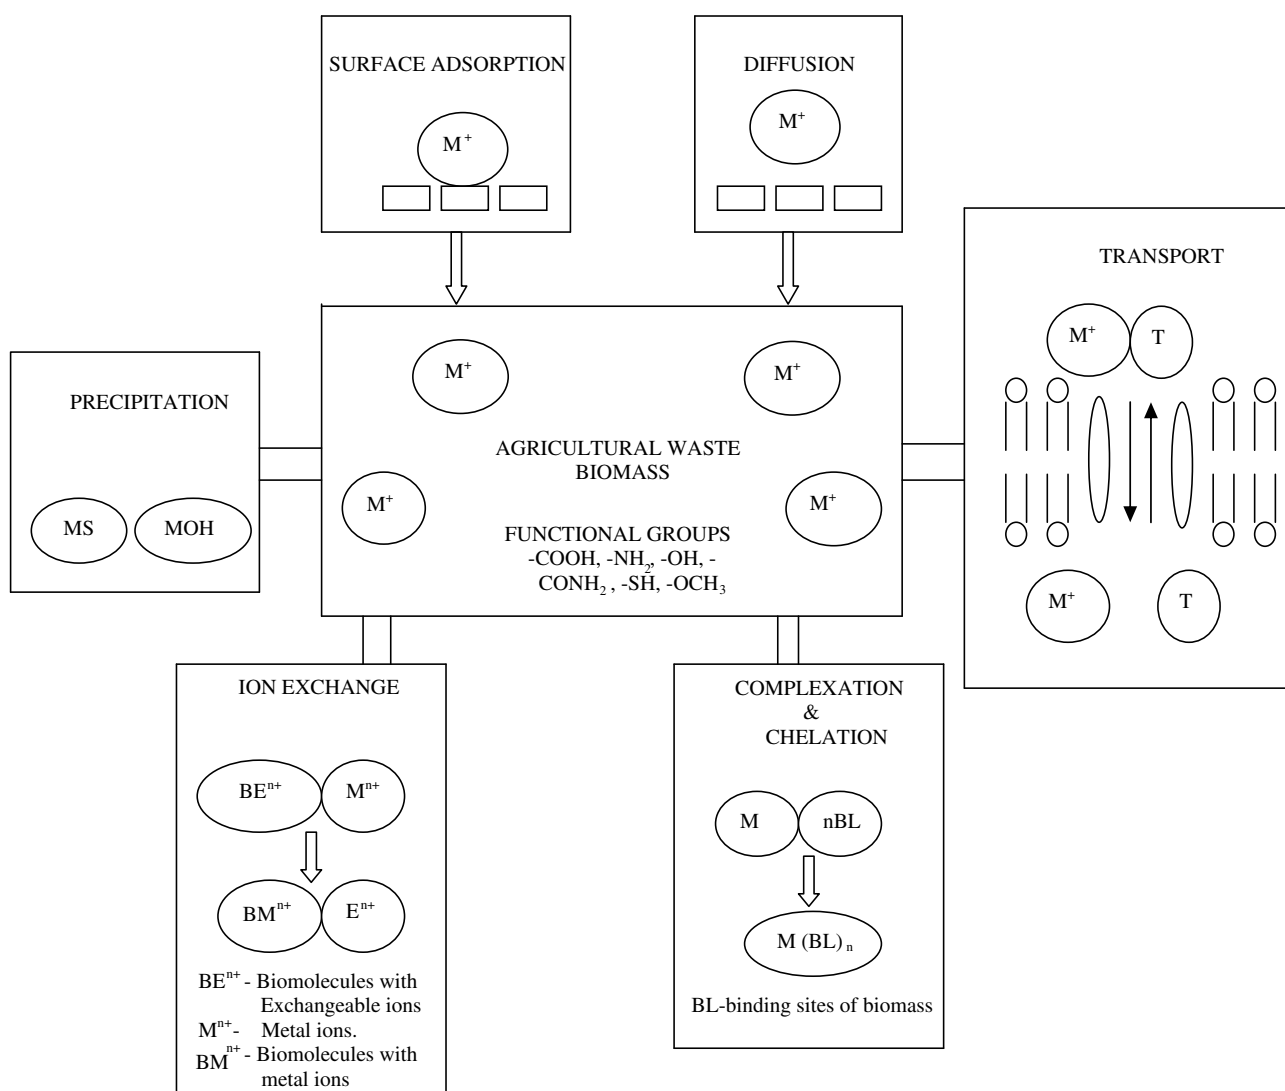 SURFACE ADSORPTION
M⁺
DIFFUSION
M⁺
TRANSPORT
M⁺ T
M⁺ T
PRECIPITATION
MS MOH
M⁺ M⁺
AGRICULTURAL WASTE
BIOMASS
M⁺ M⁺
FUNCTIONAL GROUPS
-COOH, -NH₂, -OH, -
CONH₂ , -SH, -OCH₃
ION EXCHANGE
BEⁿ⁺ Mⁿ⁺
BMⁿ⁺ Eⁿ⁺
BEⁿ⁺ - Biomolecules with
Exchangeable ions
Mⁿ⁺- Metal ions.
BMⁿ⁺ - Biomolecules with
metal ions
COMPLEXATION
&
CHELATION
M nBL
M (BL) ₙ
BL-binding sites of biomass